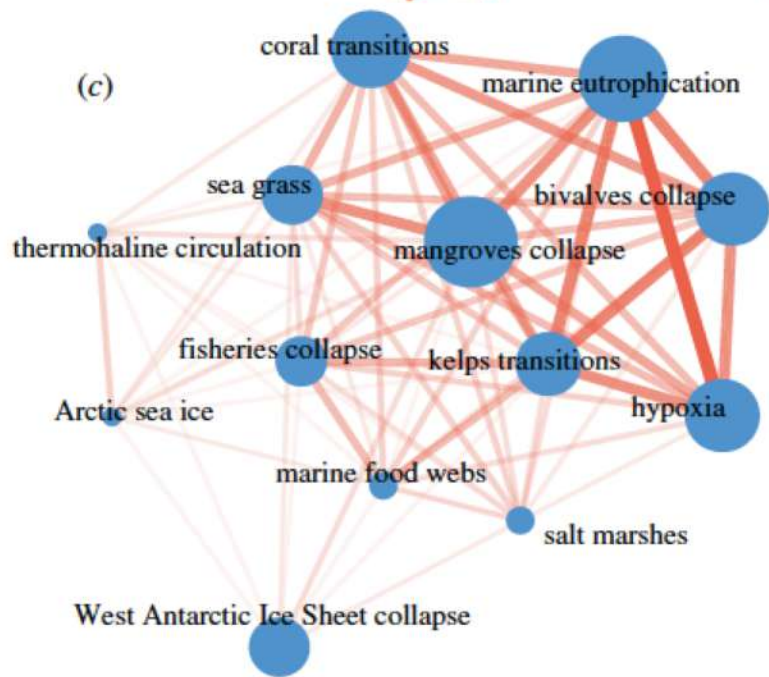 coral transitions
(c)
marine eutrophication
sea grass
bivalves collapse
thermohaline circulation
mangroves collapse
fisheries collapse
kelps transitions
Arctic sea ice
hypoxia
marine food webs
salt marshes
West Antarctic Ice Sheet collapse